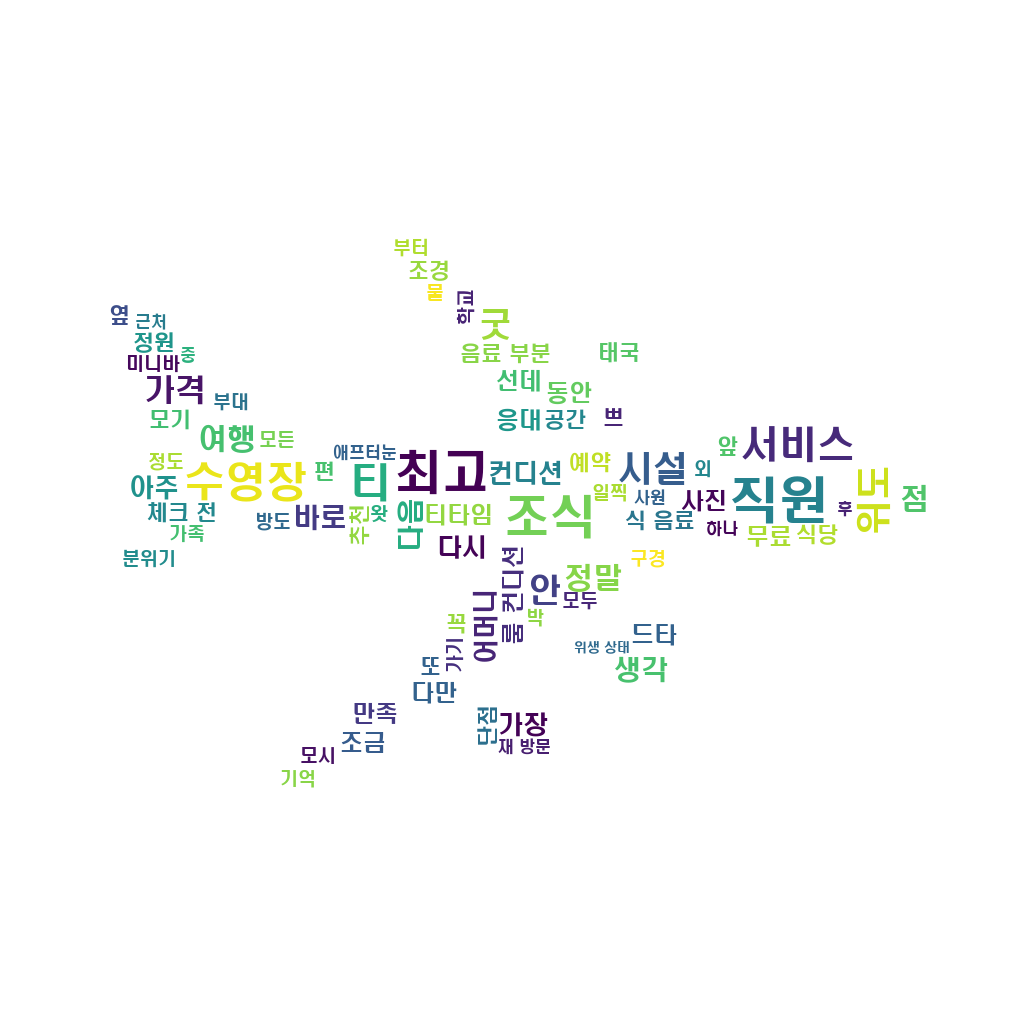 부터
조경
물
학교
굿
옆
근처
정원
중
미니바
음료 부분
태국
가격
선데
동안
부대
모기
응대
공간
쁘
여행
모든
서비스
앞
애프터눈
최고
컨디션
예약
시설
외
정도
수영장
편
티
아주
직원
뷰
버
점
체크 전
방도
바로
추천
왓
다음
티타임
조식
일찍
사원
사진
후
식 음료
하나
무료
식당
가족
다시
분위기
구경
룸 컨디션
안
정말
모두
어머니
꼭
박
가기
드타
위생 상태
또
생각
다만
만족
단점
가장
재 방문
조금
모시
기억